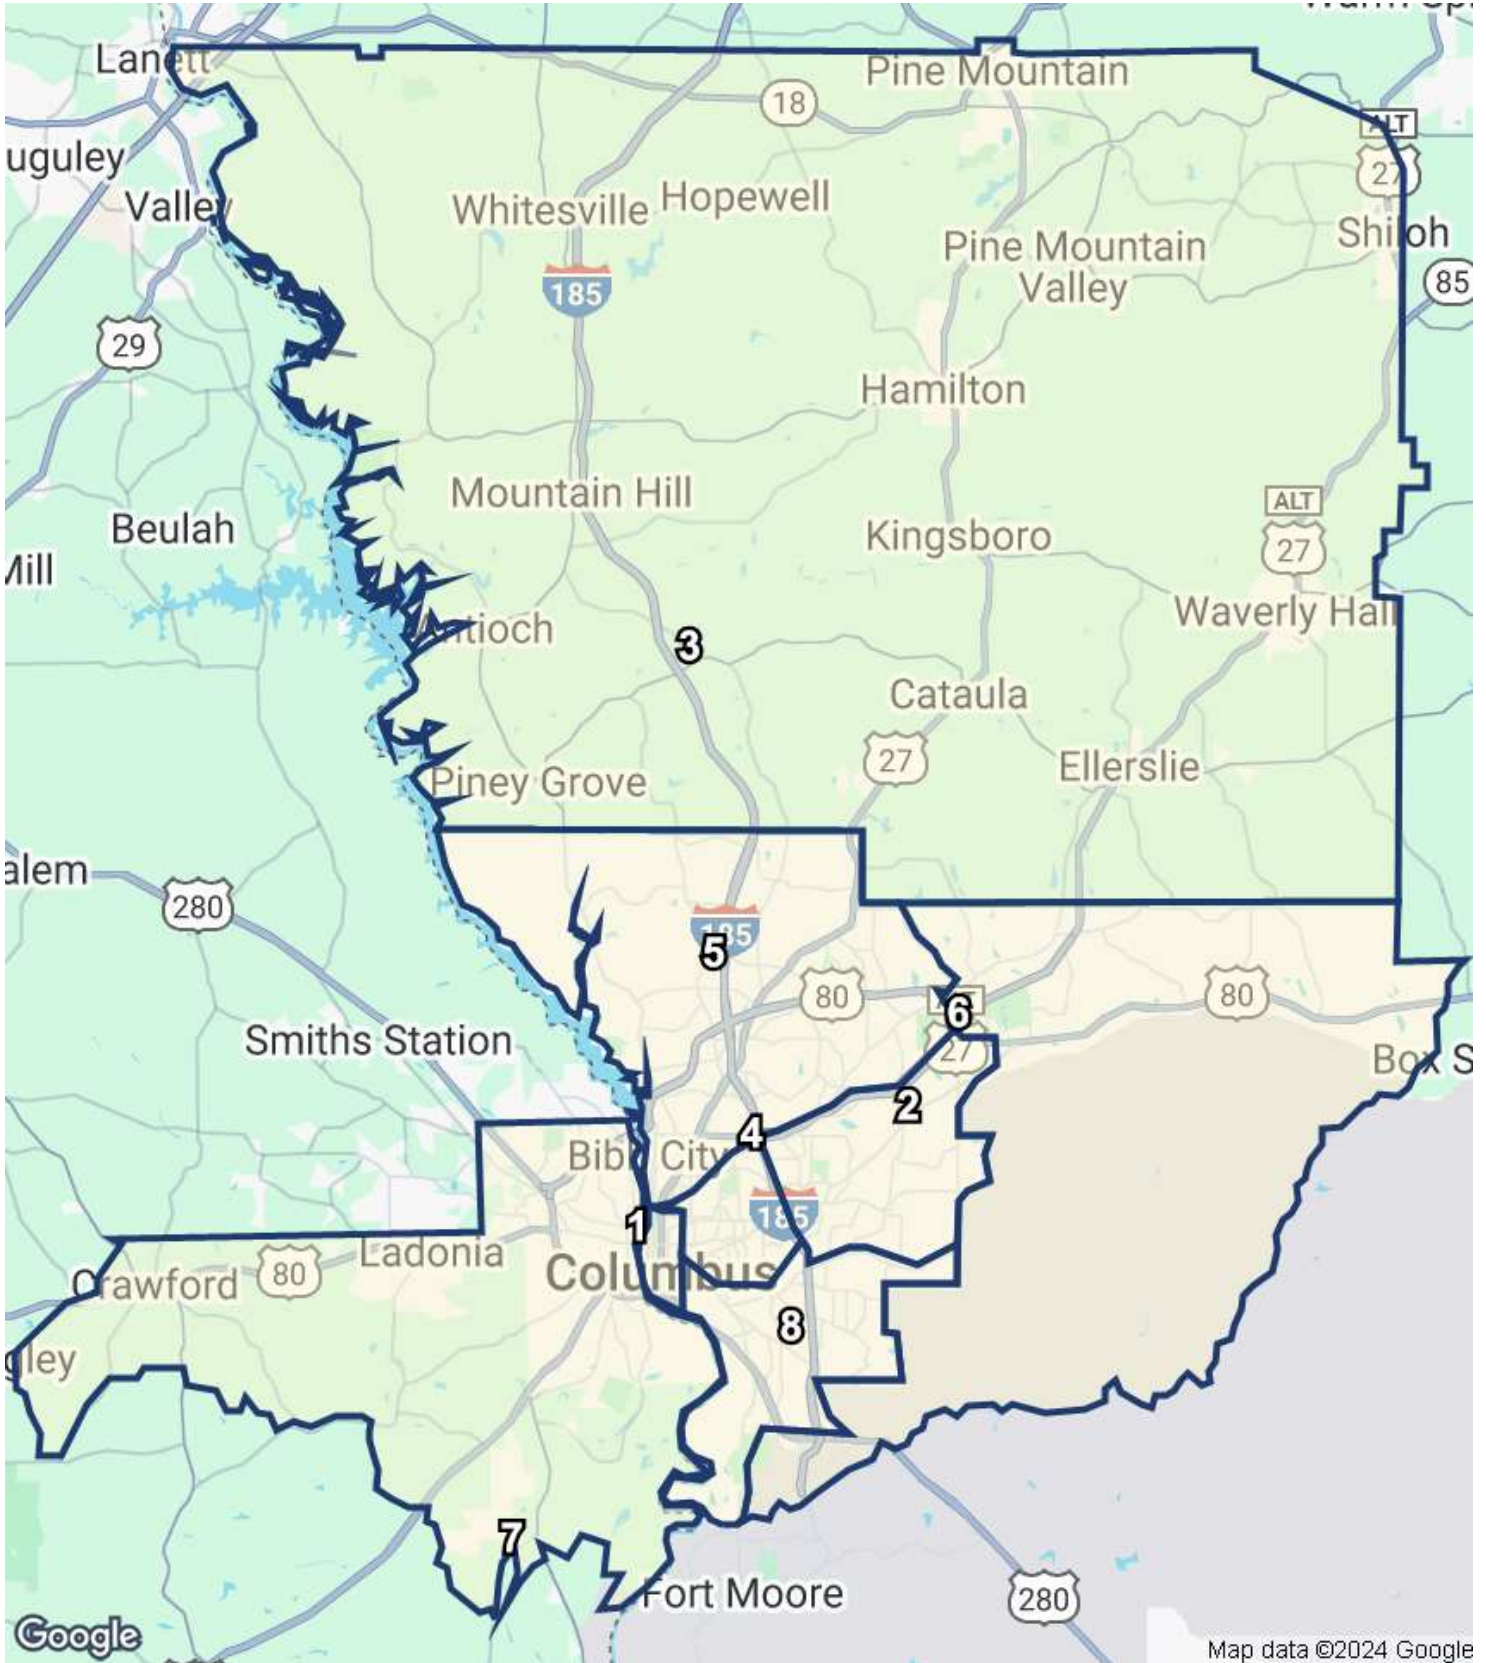 Lanett
Pine Mountain
18
ALT
27
uguley
Valley
Whitesville
Hopewell
Shiloh
Pine Mountain
Valley
85
185
29
Hamilton
Mountain Hill
ALT
27
Beulah
Kingsboro
Mill
Waverly Hall
Antioch
3
Cataula
27
Ellerslie
Piney Grove
alem
280
185
5
80
80
ALT
6
27
Smiths Station
Box S
2
4
Bibb City
185
1
Ladonia
Columbus
Crawford
80
8
gley
7
Fort Moore
280
Google
Map data ©2024 Google